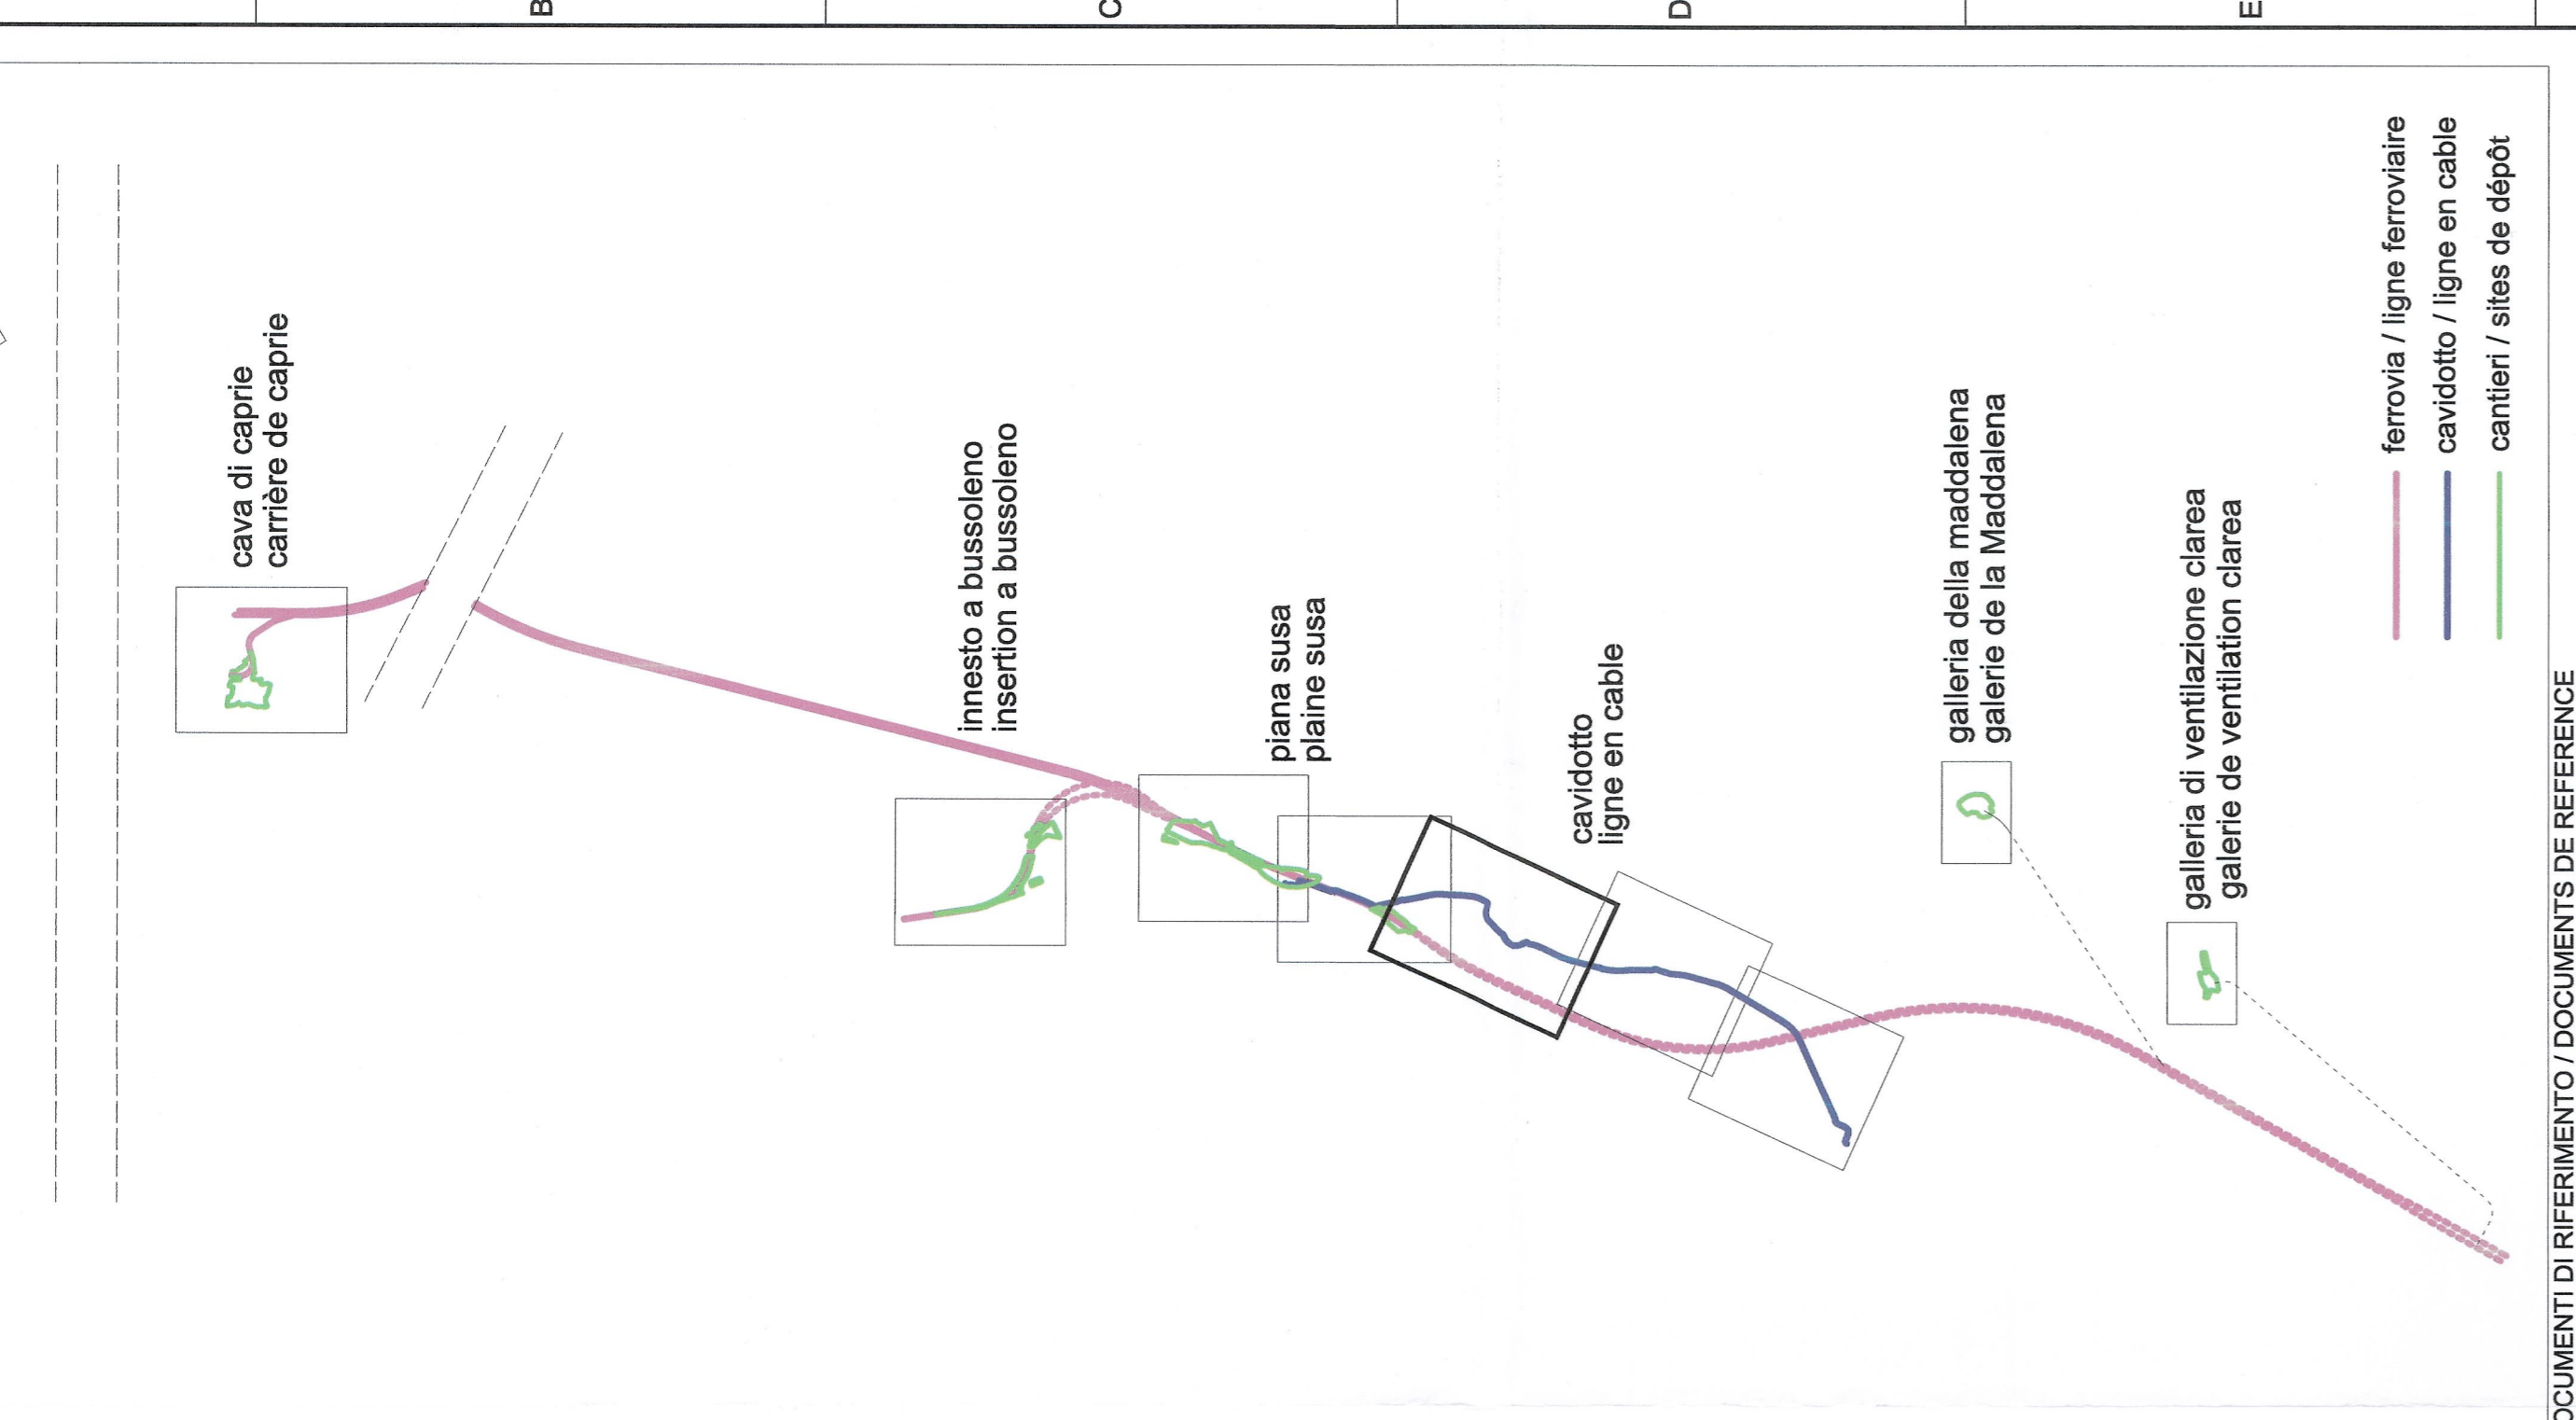 B
C
D
E
cava di caprie
carrière de caprie
innesto a bussoleno
insertion a bussoleno
piana susa
plaine susa
cavidotto
ligne en cable
galleria della maddalena
galerie de la Maddalena
galleria di ventilazione clarea
galerie de ventilation clarea
ferrovia / ligne ferroviaire
cavidotto / ligne en cable
cantieri / sites de dépôt
OCUMENTI DI RIFERIMENTO / DOCUMENTS DE REFERENCE